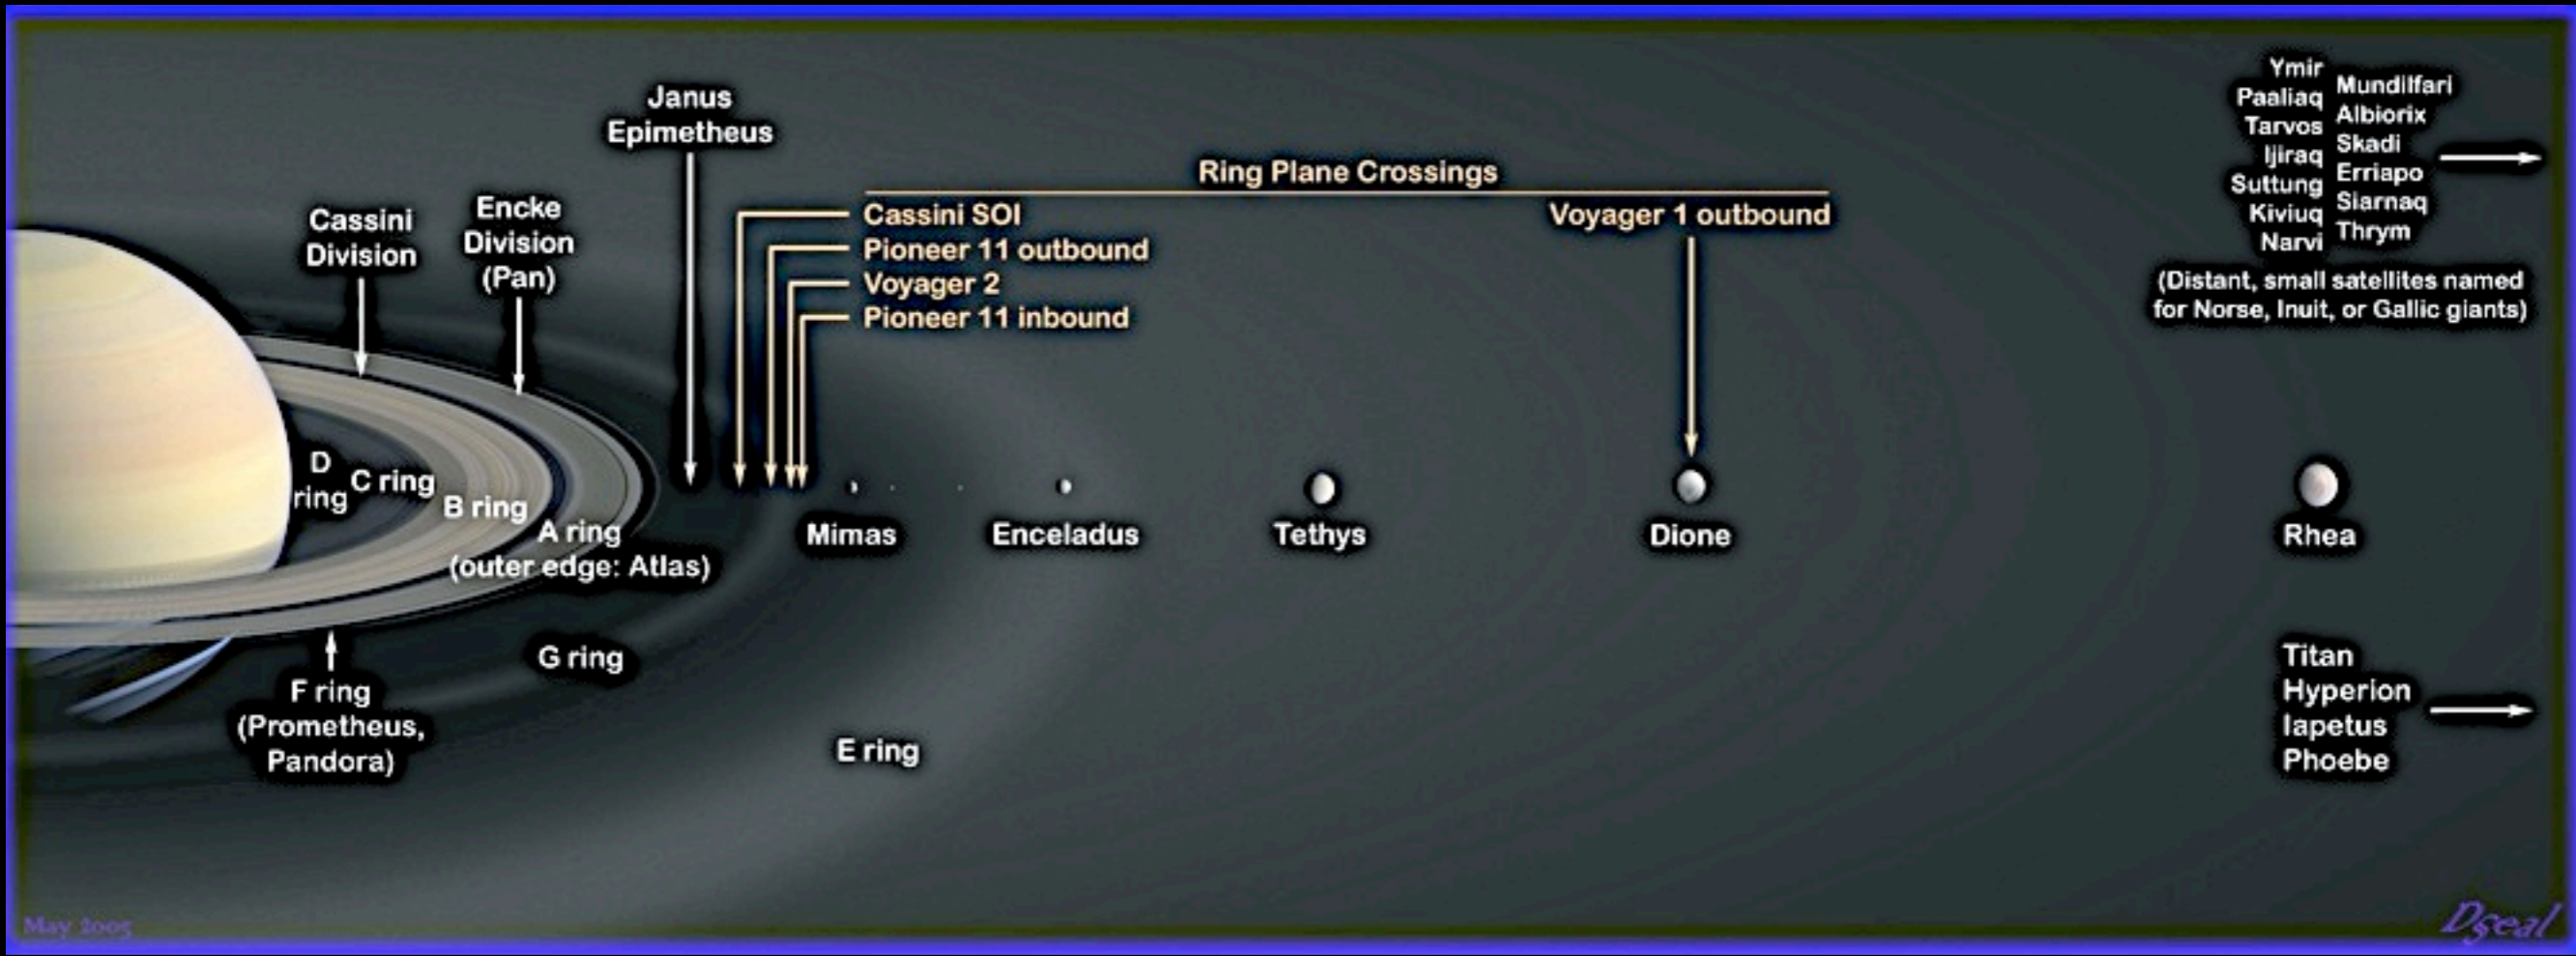 Janus
Epimetheus
Cassini
Division
Encke
Division
(Pan)
Ring Plane Crossings
Cassini SOI
Pioneer 11 outbound
Voyager 2
Pioneer 11 inbound
Voyager 1 outbound
Ymir
Paaliaq
Tarvos
Ijiraq
Suttung
Kiviuq
Narvi
Mundilfari
Albiorix
Skadi
Erriapo
Siarnaq
Thrym
(Distant, small satellites named
for Norse, Inuit, or Gallic giants)
D
ring
C ring
B ring
A ring
(outer edge: Atlas)
Mimas
Enceladus
Tethys
Dione
Rhea
G ring
F ring
(Prometheus,
Pandora)
E ring
Titan
Hyperion
Iapetus
Phoebe
May 2005
Dseal